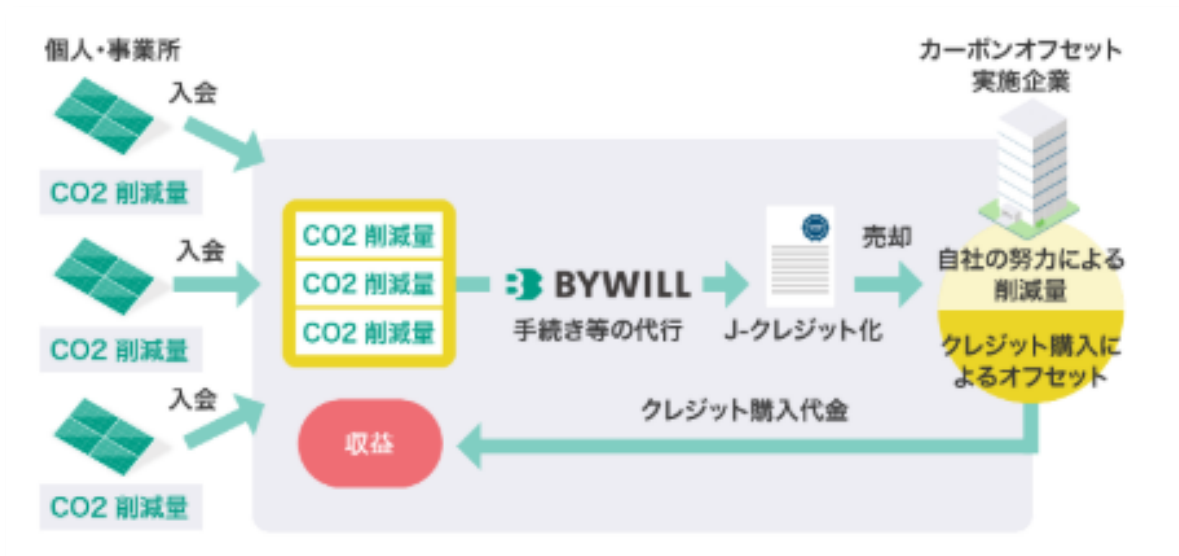 個人・事業所
入会
CO2 削減量
入会
CO2 削減量
入会
CO2 削減量
CO2 削減量
CO2 削減量
CO2 削減量
BYWILL
手続き等の代行
J-クレジット化
売却
カーボンオフセット
実施企業
自社の努力による
削減量
クレジット購入に
よるオフセット
クレジット購入代金
収益